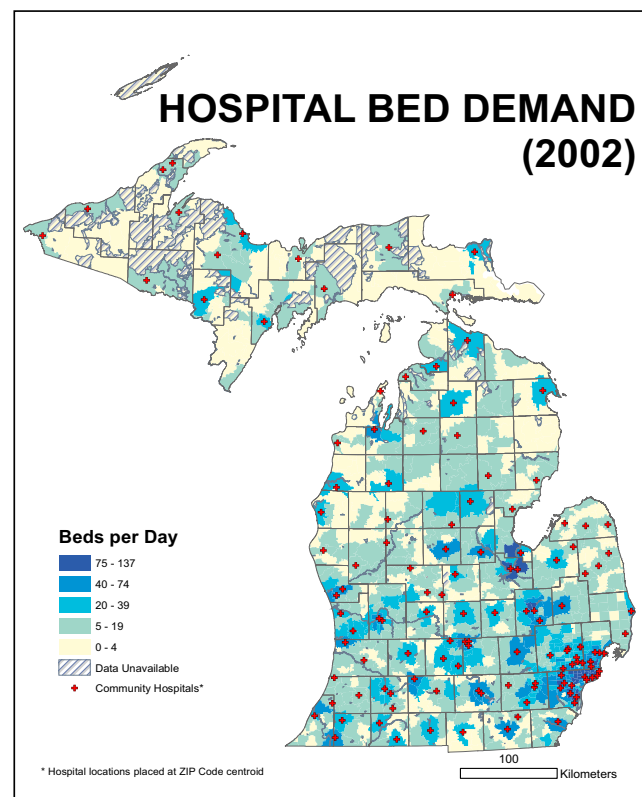 HOSPITAL BED DEMAND
(2002)
Beds per Day
75 - 137
40 - 74
20 - 39
5 - 19
0 - 4
Data Unavailable
Community Hospitals*
* Hospital locations placed at ZIP Code centroid
100
Kilometers